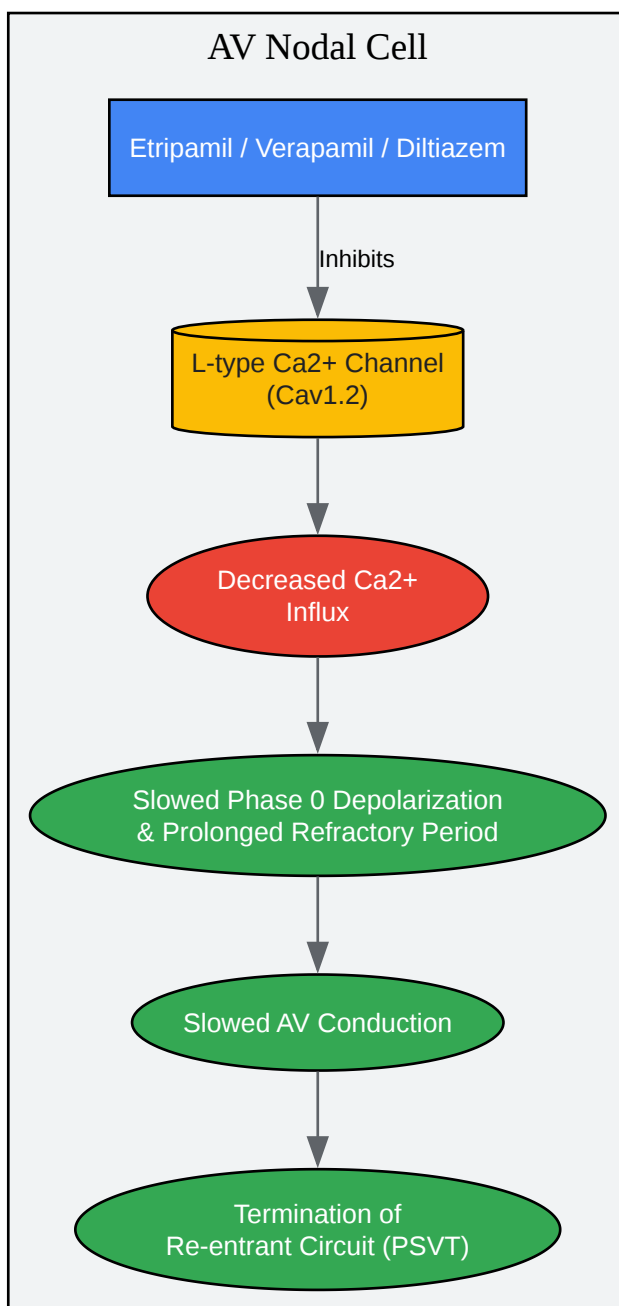 AV Nodal Cell
Etripamil / Verapamil / Diltiazem
Inhibits
L-type Ca2+ Channel
(Cav1.2)
Decreased Ca2+
Influx
Slowed Phase 0 Depolarization
& Prolonged Refractory Period
Slowed AV Conduction
Termination of
Re-entrant Circuit (PSVT)